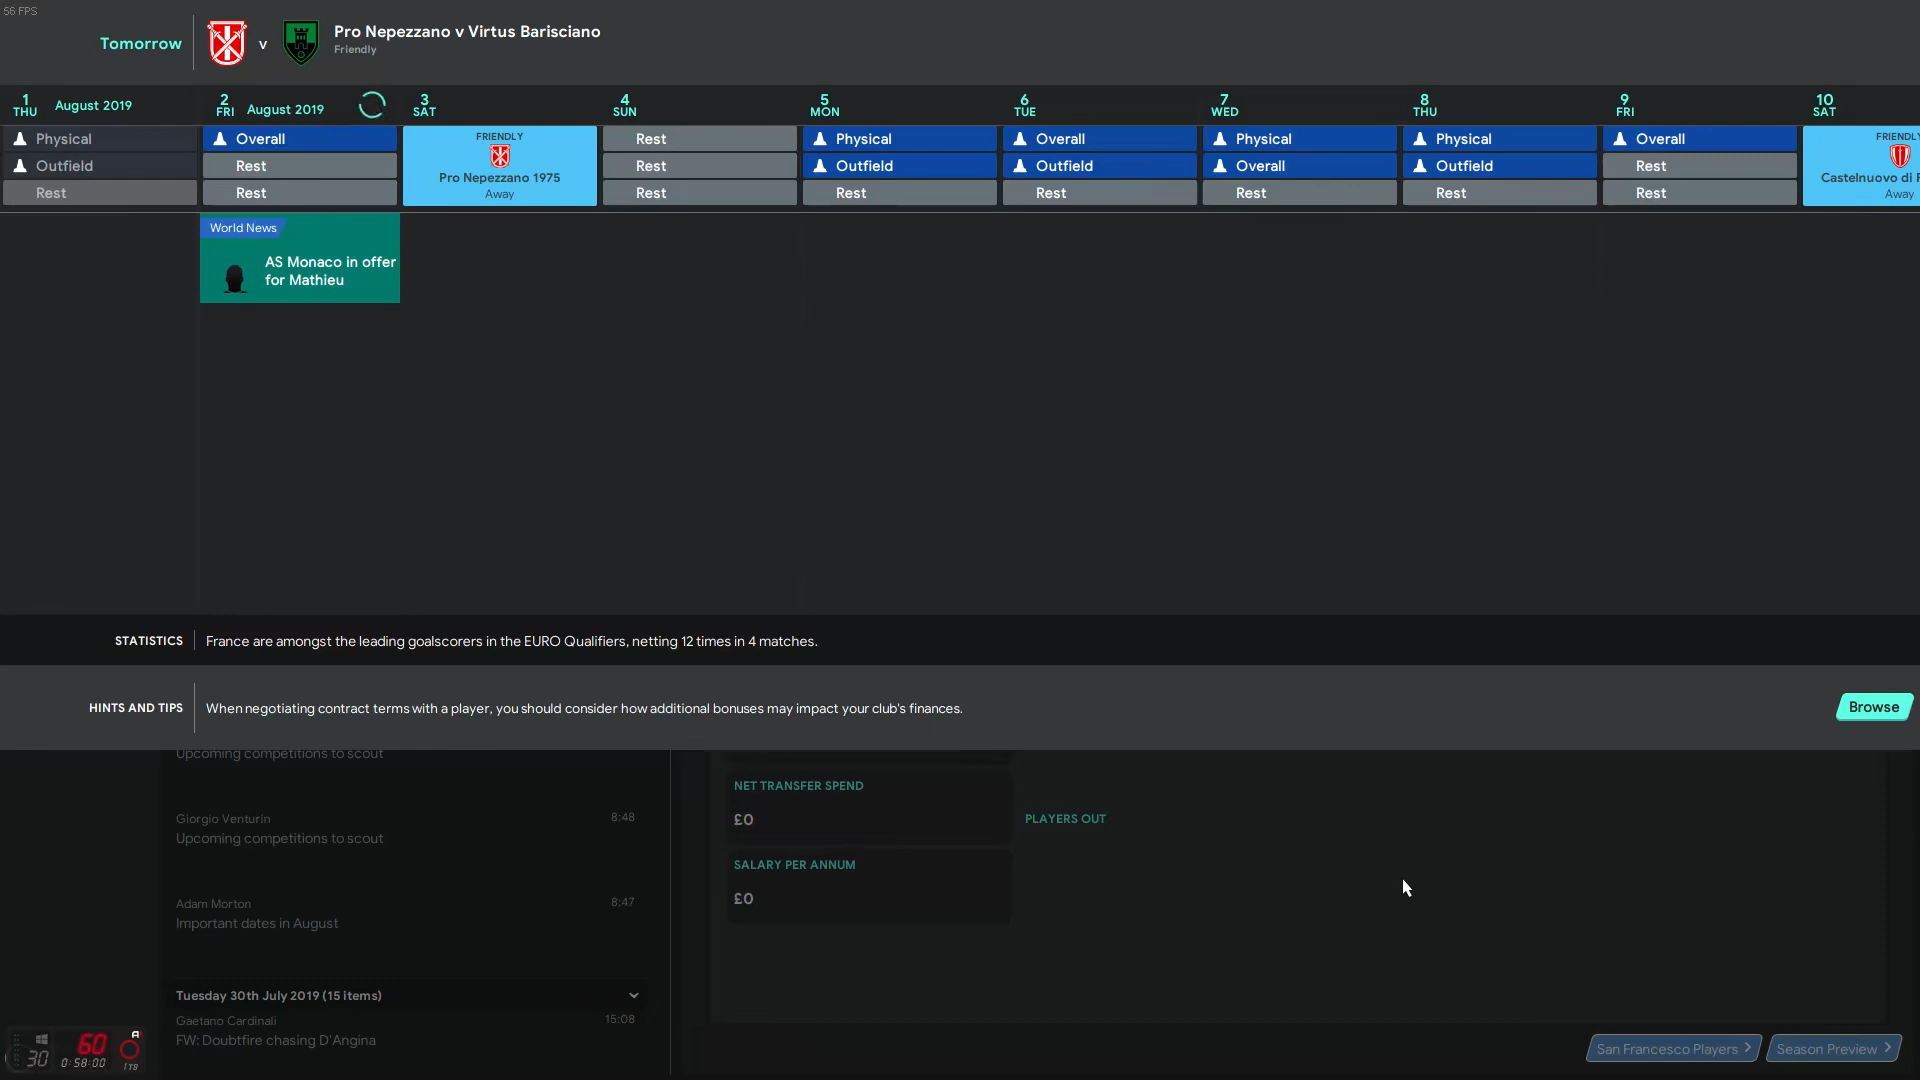 56 FPS
Tomorrow
v
Pro Nepezzano v Virtus Barisciano
Friendly
1
THU
August 2019
2
FRI
August 2019
3
SAT
4
SUN
5
MON
6
TUE
7
WED
8
THU
9
FRI
10
SAT
Physical
Outfield
Rest
Overall
Rest
Rest
FRIENDLY
Pro Nepezzano 1975
Away
Rest
Rest
Rest
Physical
Outfield
Rest
Overall
Outfield
Rest
Physical
Overall
Rest
Physical
Outfield
Rest
Overall
Rest
Rest
FRIENDLY
Castelnuovo di F
Away
World News
AS Monaco in offer
for Mathieu
STATISTICS
France are amongst the leading goalscorers in the EURO Qualifiers, netting 12 times in 4 matches.
HINTS AND TIPS
When negotiating contract terms with a player, you should consider how additional bonuses may impact your club's finances.
Browse
Upcoming competitions to scout
Giorgio Venturin
8:48
Upcoming competitions to scout
Adam Morton
8:47
Important dates in August
Tuesday 30th July 2019 (15 items)
Gaetano Cardinali
15:08
FW: Doubtfire chasing D'Angina
NET TRANSFER SPEND
£0
PLAYERS OUT
SALARY PER ANNUM
£0
San Francesco Players
Season Preview
30
60
0:58:00
A
1TB